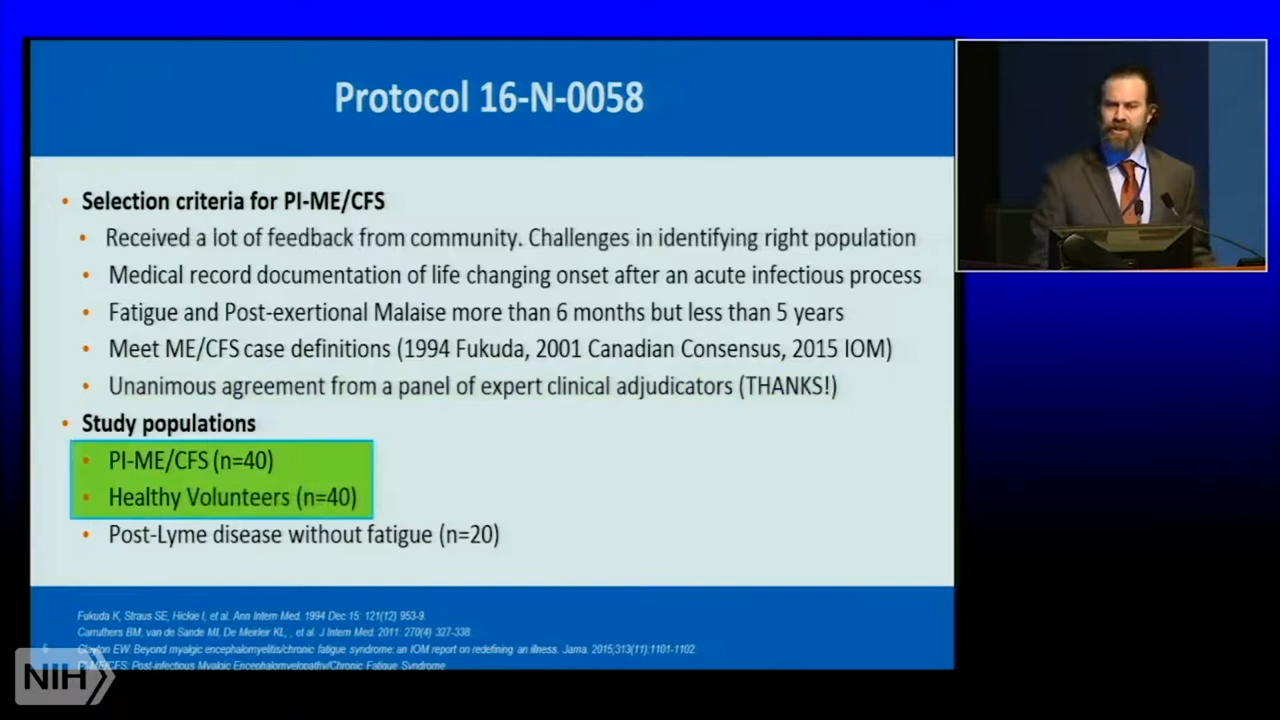 Protocol 16-N-0058
• Selection criteria for PI-ME/CFS
• Received a lot of feedback from community. Challenges in identifying right population
• Medical record documentation of life changing onset after an acute infectious process
• Fatigue and Post-exertional Malaise more than 6 months but less than 5 years
• Meet ME/CFS case definitions (1994 Fukuda, 2001 Canadian Consensus, 2015 IOM)
• Unanimous agreement from a panel of expert clinical adjudicators (THANKS!)
• Study populations
• PI-ME/CFS (n=40)
• Healthy Volunteers (n=40)
• Post-Lyme disease without fatigue (n=20)
Fukuda K, Straus SE, Hickie I, et al. Ann Intern Med. 1994 Dec 15: 121(12) 953-9.
Carruthers BM, van de Sande MI, De Meirleir KL, , et al. J Intern Med. 2011: 270(4) 327-338.
Clayton EW. Beyond myalgic encephalomyelitis/chronic fatigue syndrome: an IOM report on redefining an illness. Jama. 2015;313(11).1101-1102.
PI-ME/CFS: Post-infectious Myalgic Encephalomyelopathy/Chronic Fatigue Syndrome
NIH